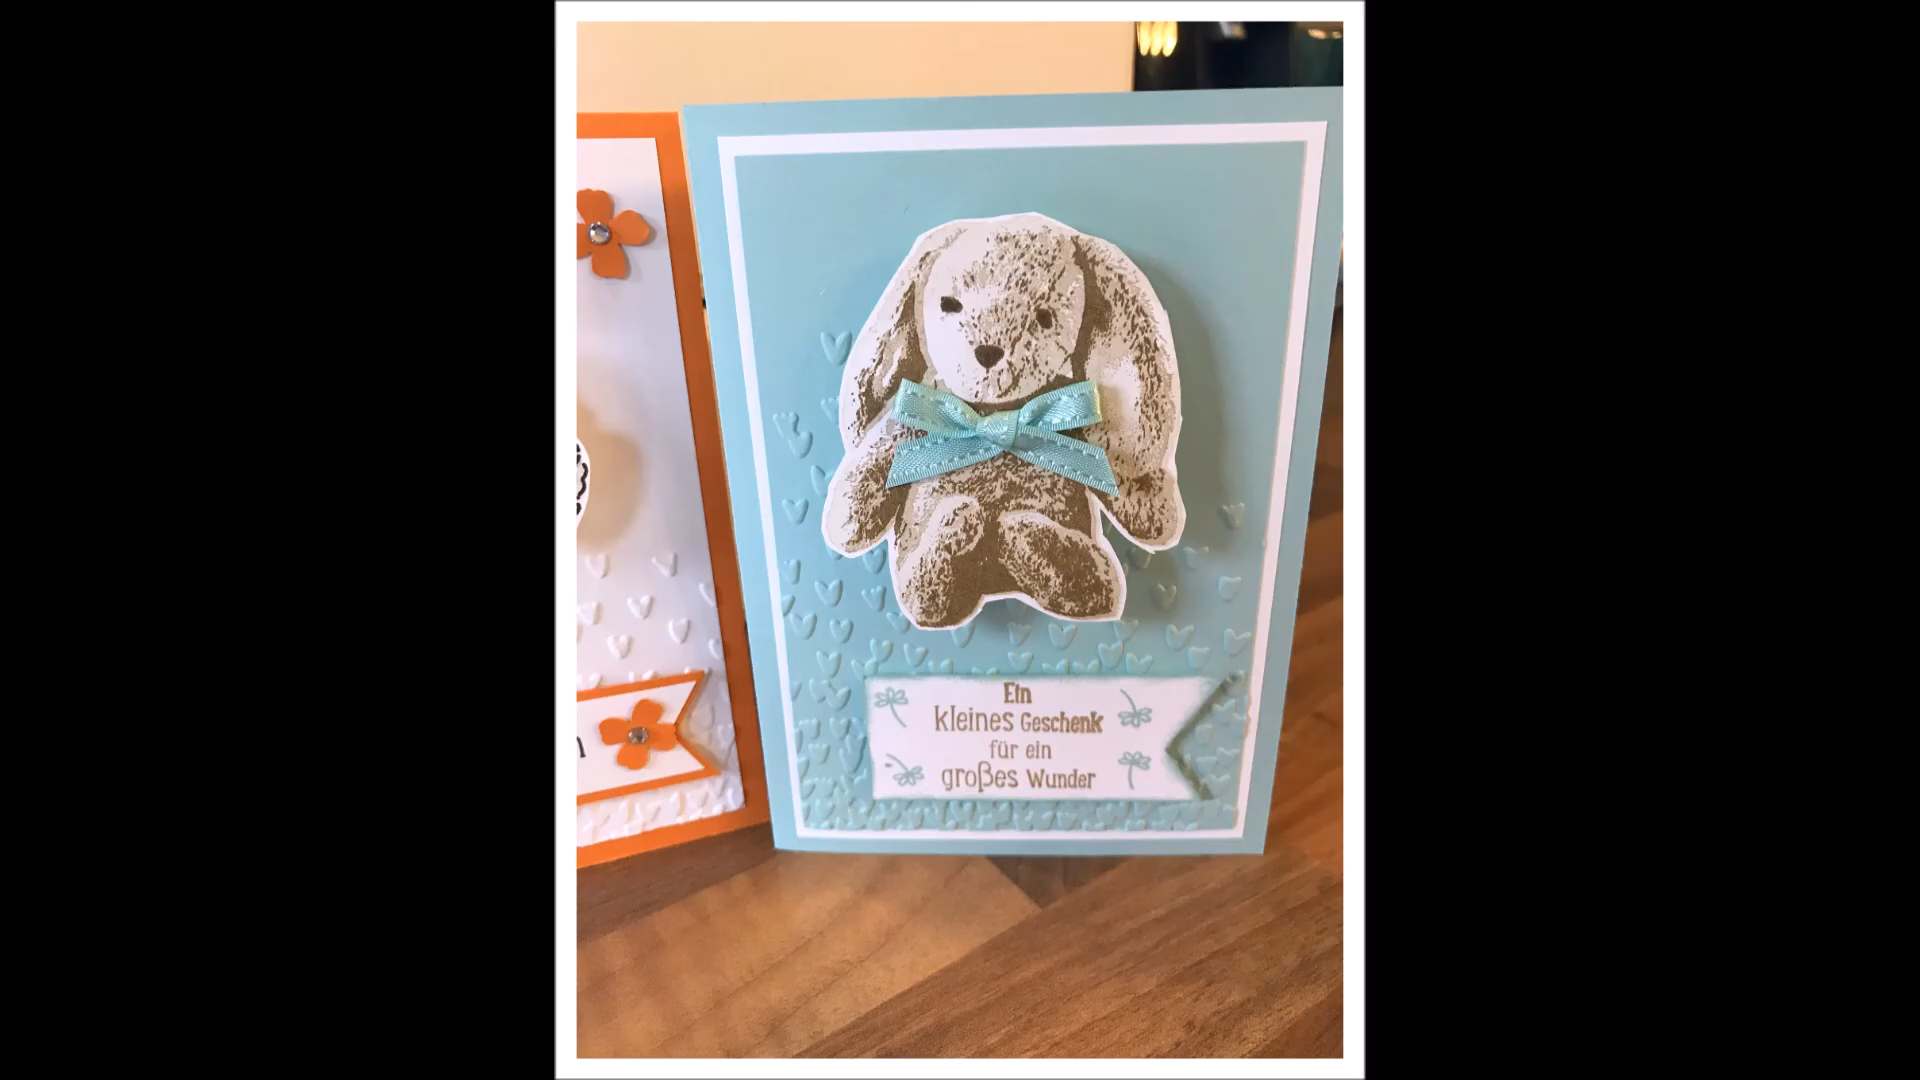 Ein
kleines Geschenk
für ein
großes Wunder
n